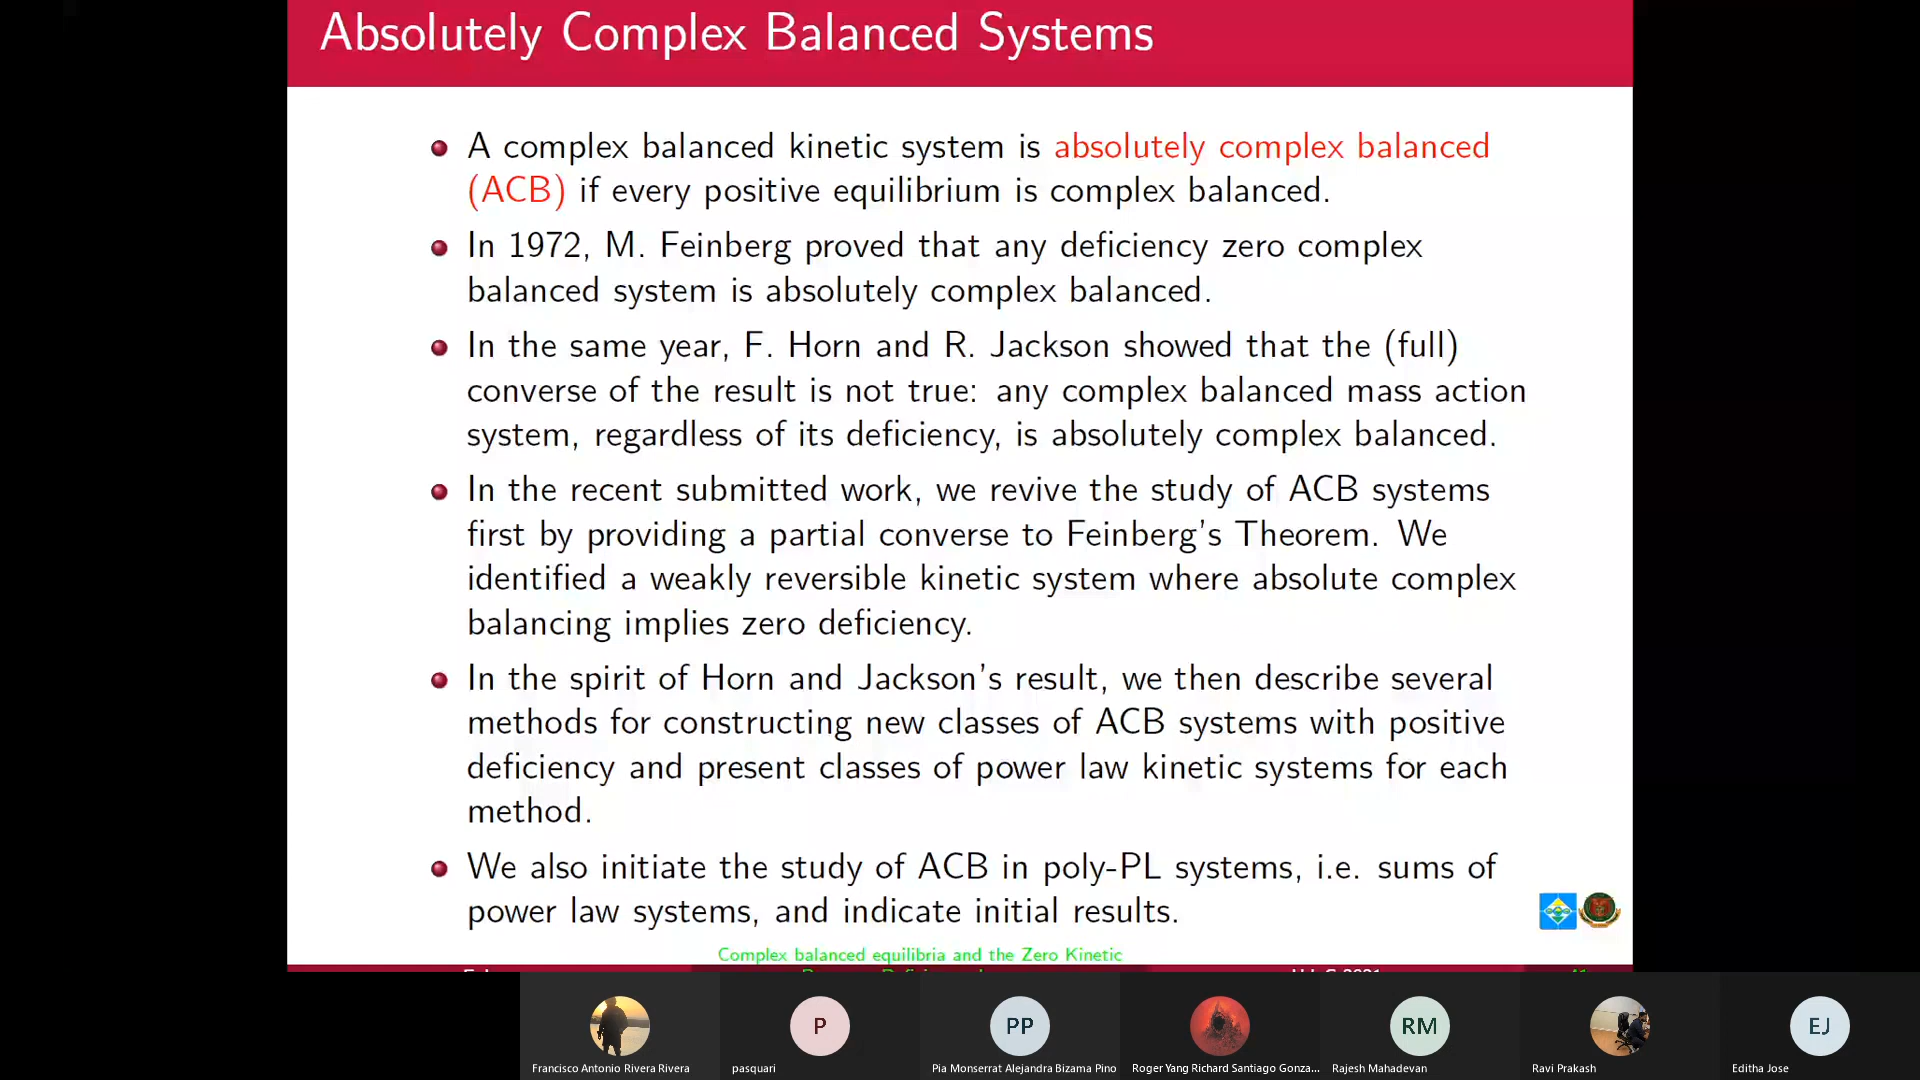 Absolutely Complex Balanced Systems
A complex balanced kinetic system is absolutely complex balanced
(ACB) if every positive equilibrium is complex balanced.
In 1972, M. Feinberg proved that any deficiency zero complex
balanced system is absolutely complex balanced.
In the same year, F. Horn and R. Jackson showed that the (full)
converse of the result is not true: any complex balanced mass action
system, regardless of its deficiency, is absolutely complex balanced.
In the recent submitted work, we revive the study of ACB systems
first by providing a partial converse to Feinberg's Theorem. We
identified a weakly reversible kinetic system where absolute complex
balancing implies zero deficiency.
In the spirit of Horn and Jackson's result, we then describe several
methods for constructing new classes of ACB systems with positive
deficiency and present classes of power law kinetic systems for each
method.
We also initiate the study of ACB in poly-PL systems, i.e. sums of
power law systems, and indicate initial results.
Complex balanced equilibria and the Zero Kinetic
P PP RM EJ
Francisco Antonio Rivera Rivera pasquari Pia Monserrat Alejandra Bizama Pino Roger Yang Richard Santiago Gonza... Rajesh Mahadevan Ravi Prakash Editha Jose